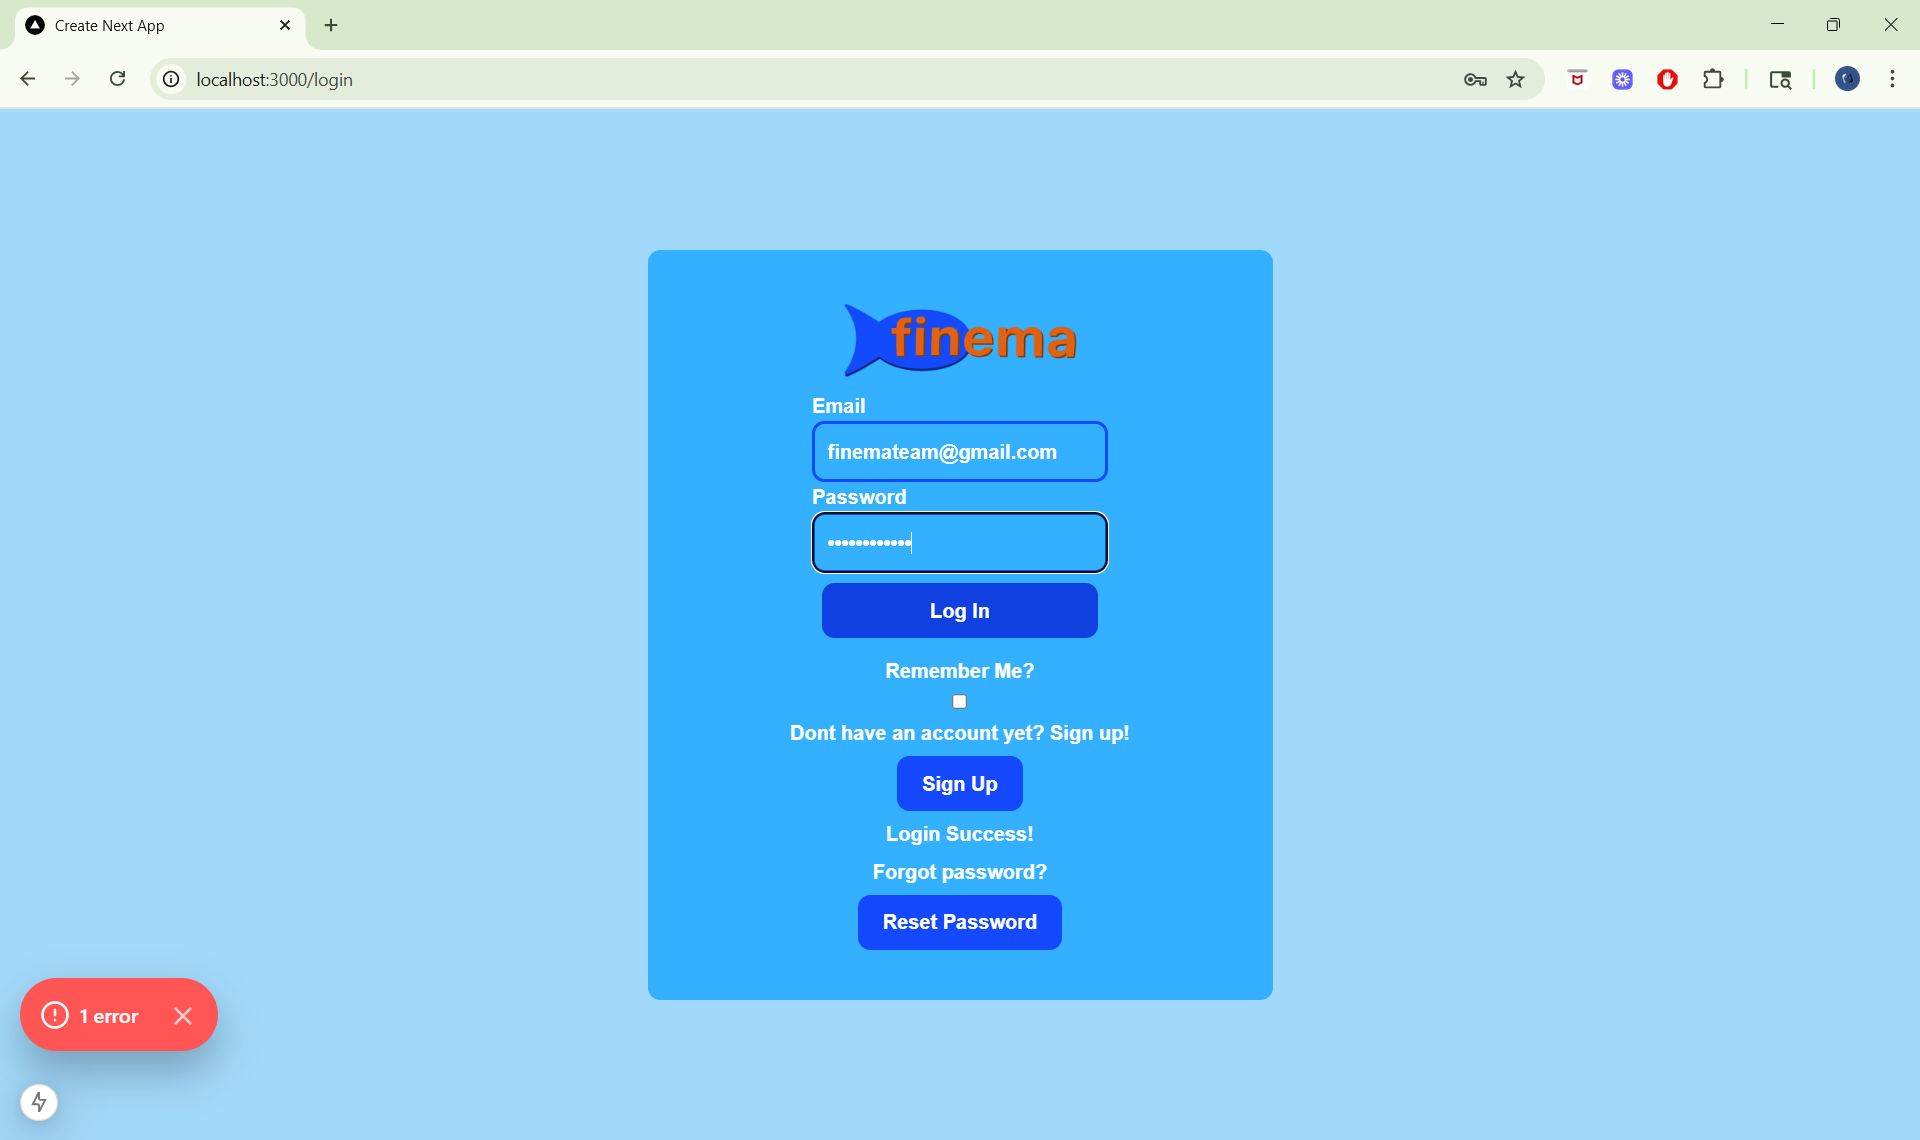 Create Next App
localhost:3000/login
finema
Email
finemateam@gmail.com
Password
••••••••••••
Log In
Remember Me?
Dont have an account yet? Sign up!
Sign Up
Login Success!
Forgot password?
Reset Password
1 error